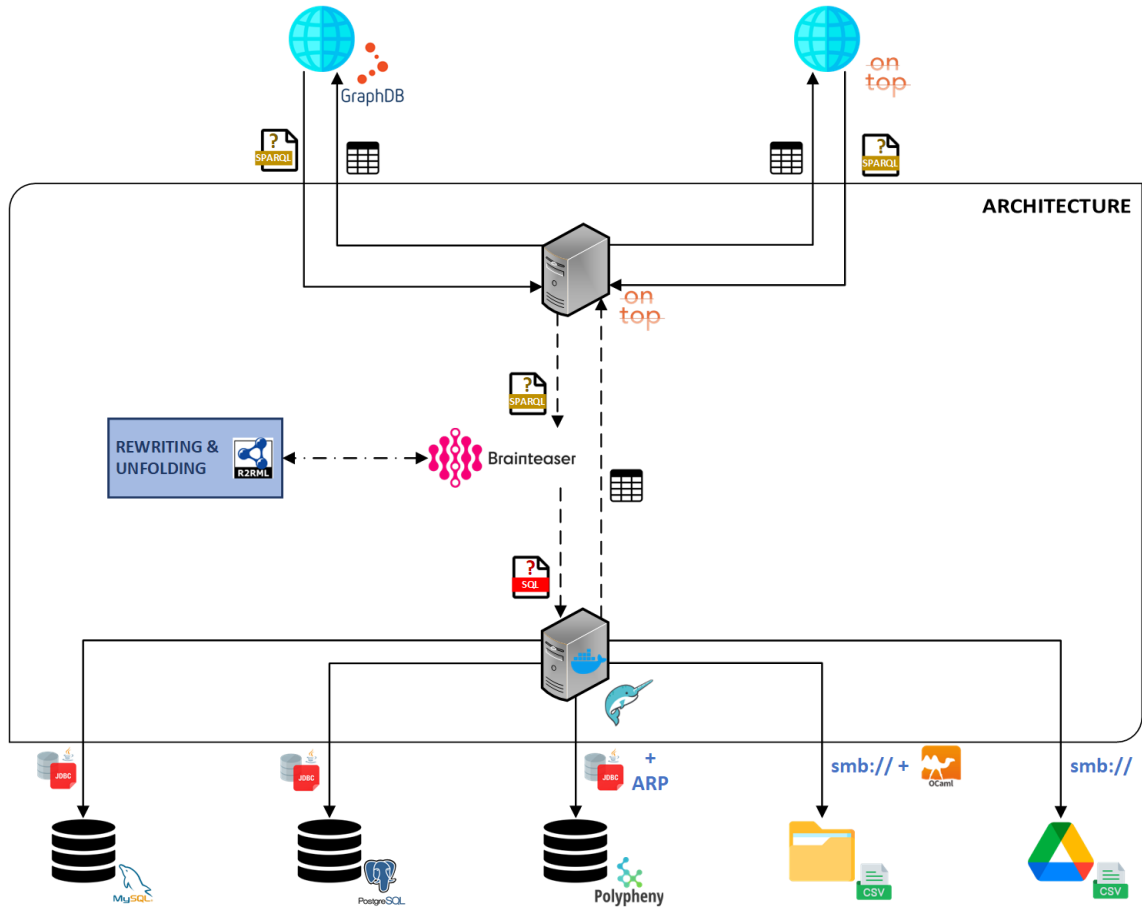 GraphDB
on
top
?
SPARQL
?
SPARQL
ARCHITECTURE
on
top
?
SPARQL
REWRITING &
UNFOLDING
R2RML
Brainteaser
?
SQL
JDBC
JDBC
JDBC
+
ARP
smb:// +
OCaml
smb://
MySQL
PostgreSQL
Polypheny
CSV
CSV